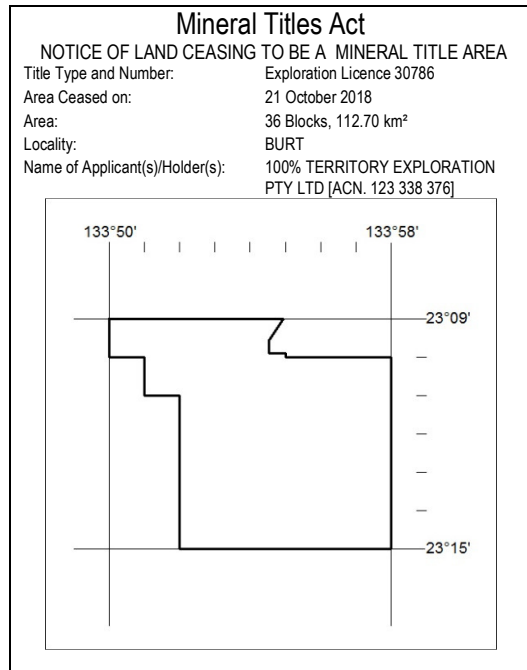 Mineral Titles Act
NOTICE OF LAND CEASING TO BE A MINERAL TITLE AREA
Title Type and Number: Exploration Licence 30786
Area Ceased on: 21 October 2018
Area: 36 Blocks, 112.70 km²
Locality: BURT
Name of Applicant(s)/Holder(s): 100% TERRITORY EXPLORATION
PTY LTD [ACN. 123 338 376]
133°50' 133°58'
23°09'
23°15'